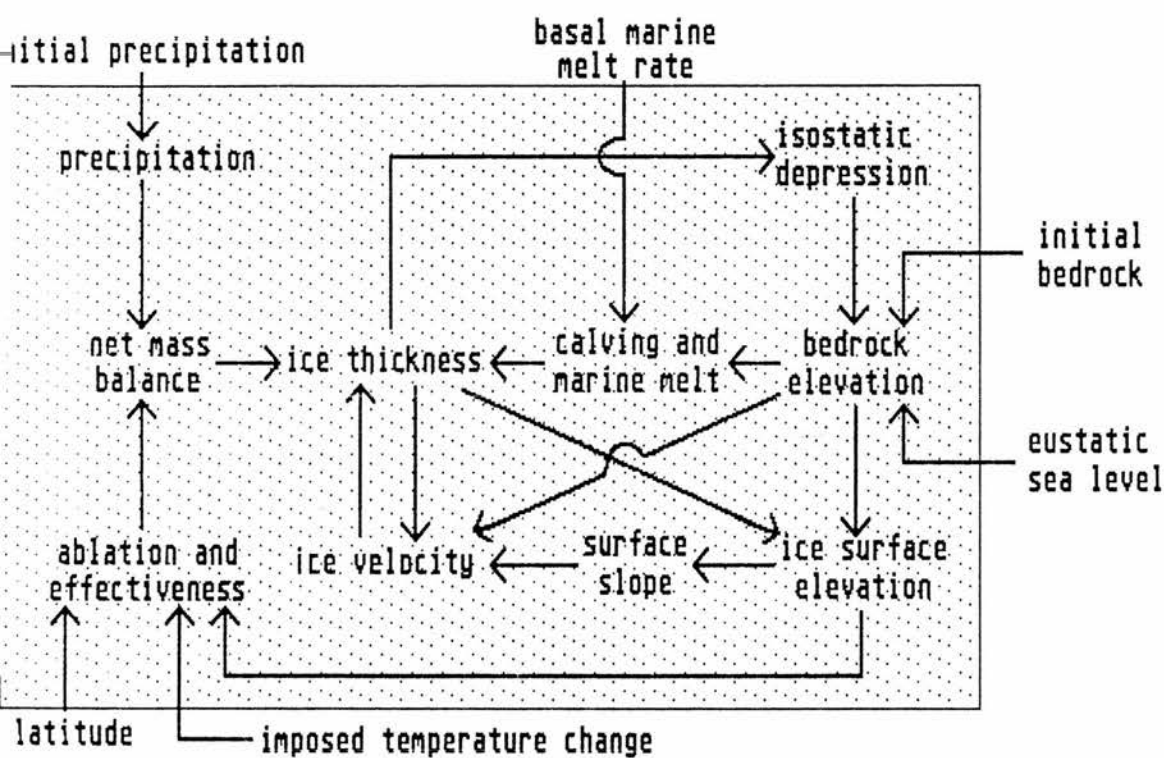 nitial precipitation
basal marine
melt rate
precipitation
isostatic
depression
initial
bedrock
net mass
balance
ice thickness
calving and
marine melt
bedrock
elevation
eustatic
sea level
ablation and
effectiveness
ice velocity
surface
slope
ice surface
elevation
latitude
imposed temperature change